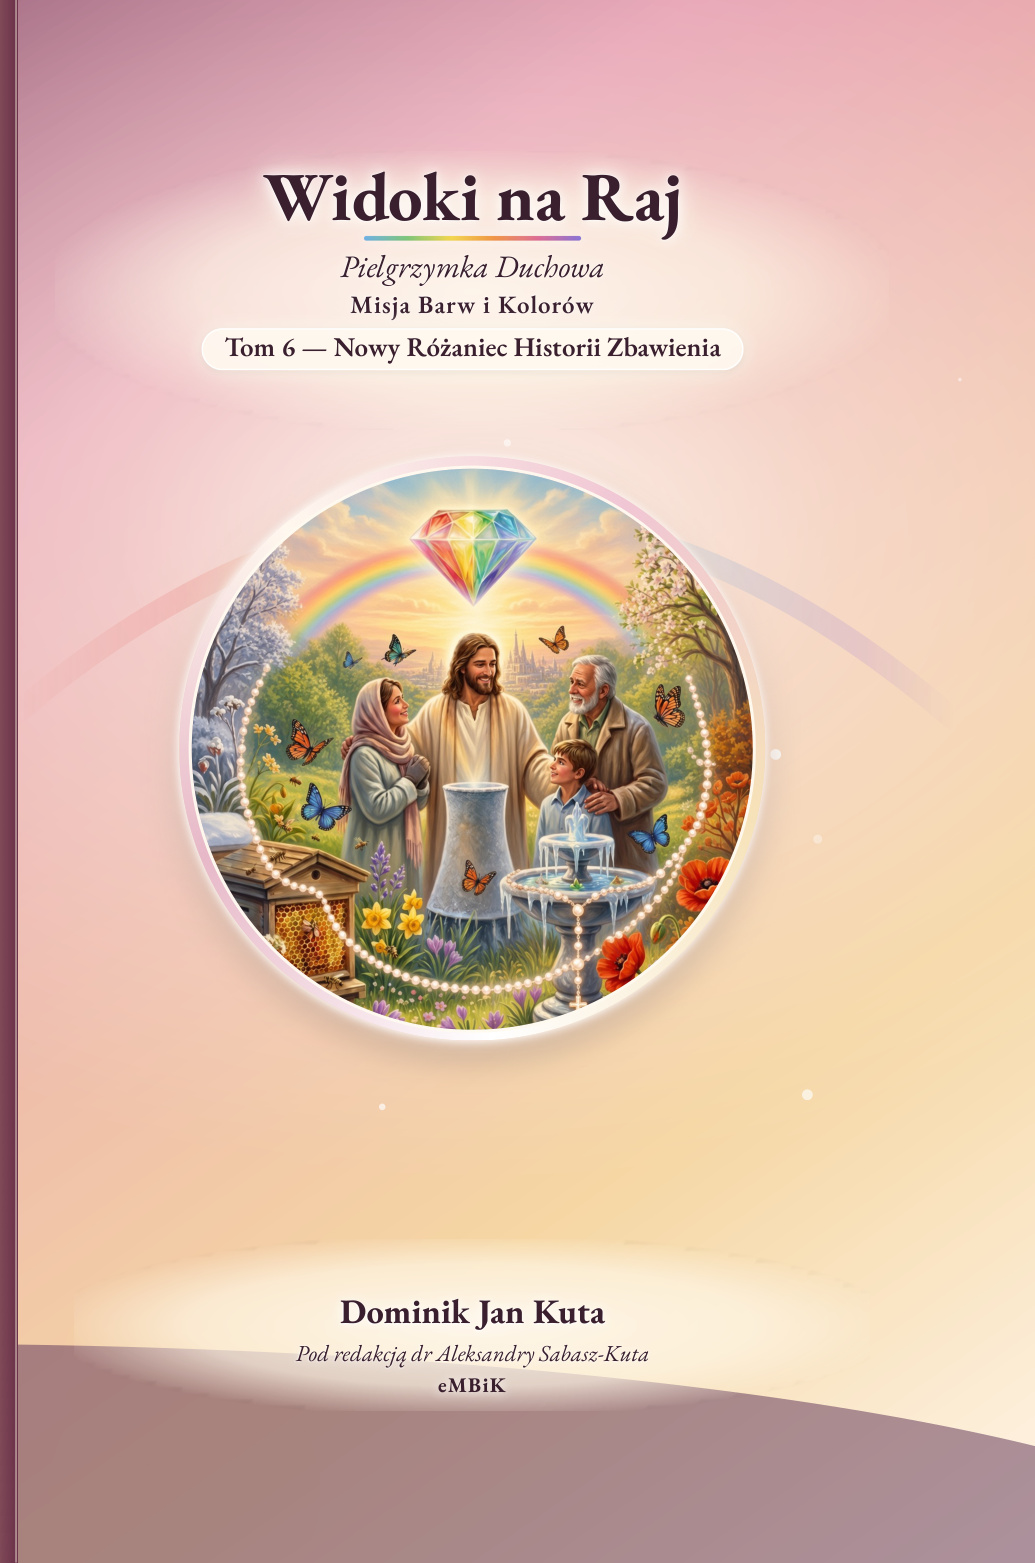 Widoki na Raj
Pielgrzymka Duchowa
Misja Barw i Kolorów
Tom 6 — Nowy Różaniec Historii Zbawienia
Dominik Jan Kuta
Pod redakcją dr Aleksandry Sabasz-Kuta
eMBiK